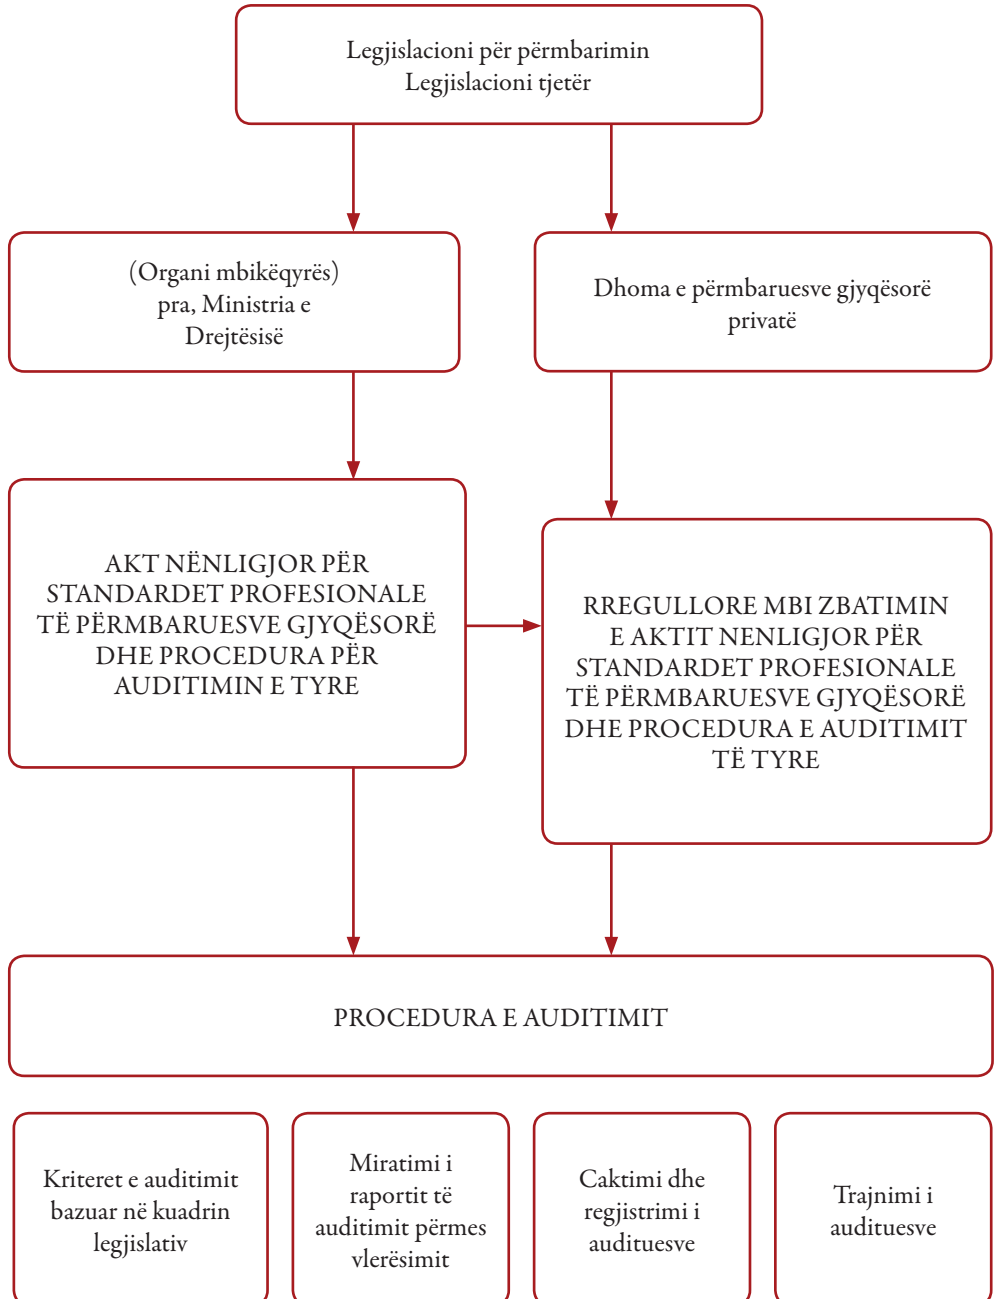 Legjislacioni për përmbarimin
Legjislacioni tjetër
(Organi mbikëqyrës)
pra, Ministria e
Drejtësisë
Dhoma e përmbaruesve gjyqësorë
privatë
AKT NËNLIGJOR PËR
STANDARDET PROFESIONALE
TË PËRMBARUESVE GJYQËSORË
DHE PROCEDURA PËR
AUDITIMIN E TYRE
RREGULLORE MBI ZBATIMIN
E AKTIT NENLIGJOR PËR
STANDARDET PROFESIONALE
TË PËRMBARUESVE GJYQËSORË
DHE PROCEDURA E AUDITIMIT
TË TYRE
PROCEDURA E AUDITIMIT
Kriteret e auditimit
bazuar në kuadrin
legjislativ
Miratimi i
raportit të
auditimit përmes
vlerësimit
Caktimi dhe
regjistrimi i
audituesve
Trajnimi i
audituesve